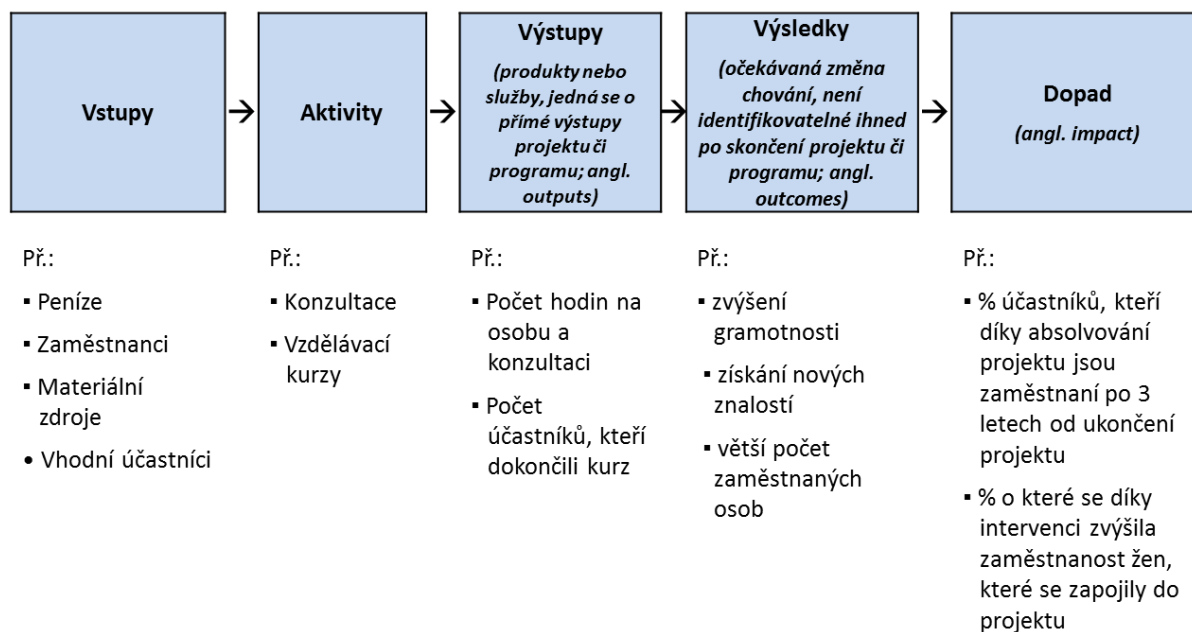 Vstupy
→
Aktivity
→
Výstupy
(produkty nebo
služby, jedná se o
přímé výstupy
projektu či
programu; angl.
outputs)
→
Výsledky
(očekávaná změna
chování, není
identifikovatelné ihned
po skončení projektu či
programu; angl.
outcomes)
→
Dopad
(angl. impact)
Př.:
▪ Peníze
▪ Zaměstnanci
▪ Materiální
zdroje
• Vhodní účastníci
Př.:
▪ Konzultace
▪ Vzdělávací
kurzy
Př.:
▪ Počet hodin na
osobu a
konzultaci
▪ Počet
účastníků, kteří
dokončili kurz
Př.:
▪ zvýšení
gramotnosti
▪ získání nových
znalostí
▪ větší počet
zaměstnaných
osob
Př.:
▪ % účastníků, kteří
díky absolvování
projektu jsou
zaměstnaní po 3
letech od ukončení
projektu
▪ % o které se díky
intervenci zvýšila
zaměstnanost žen,
které se zapojily do
projektu